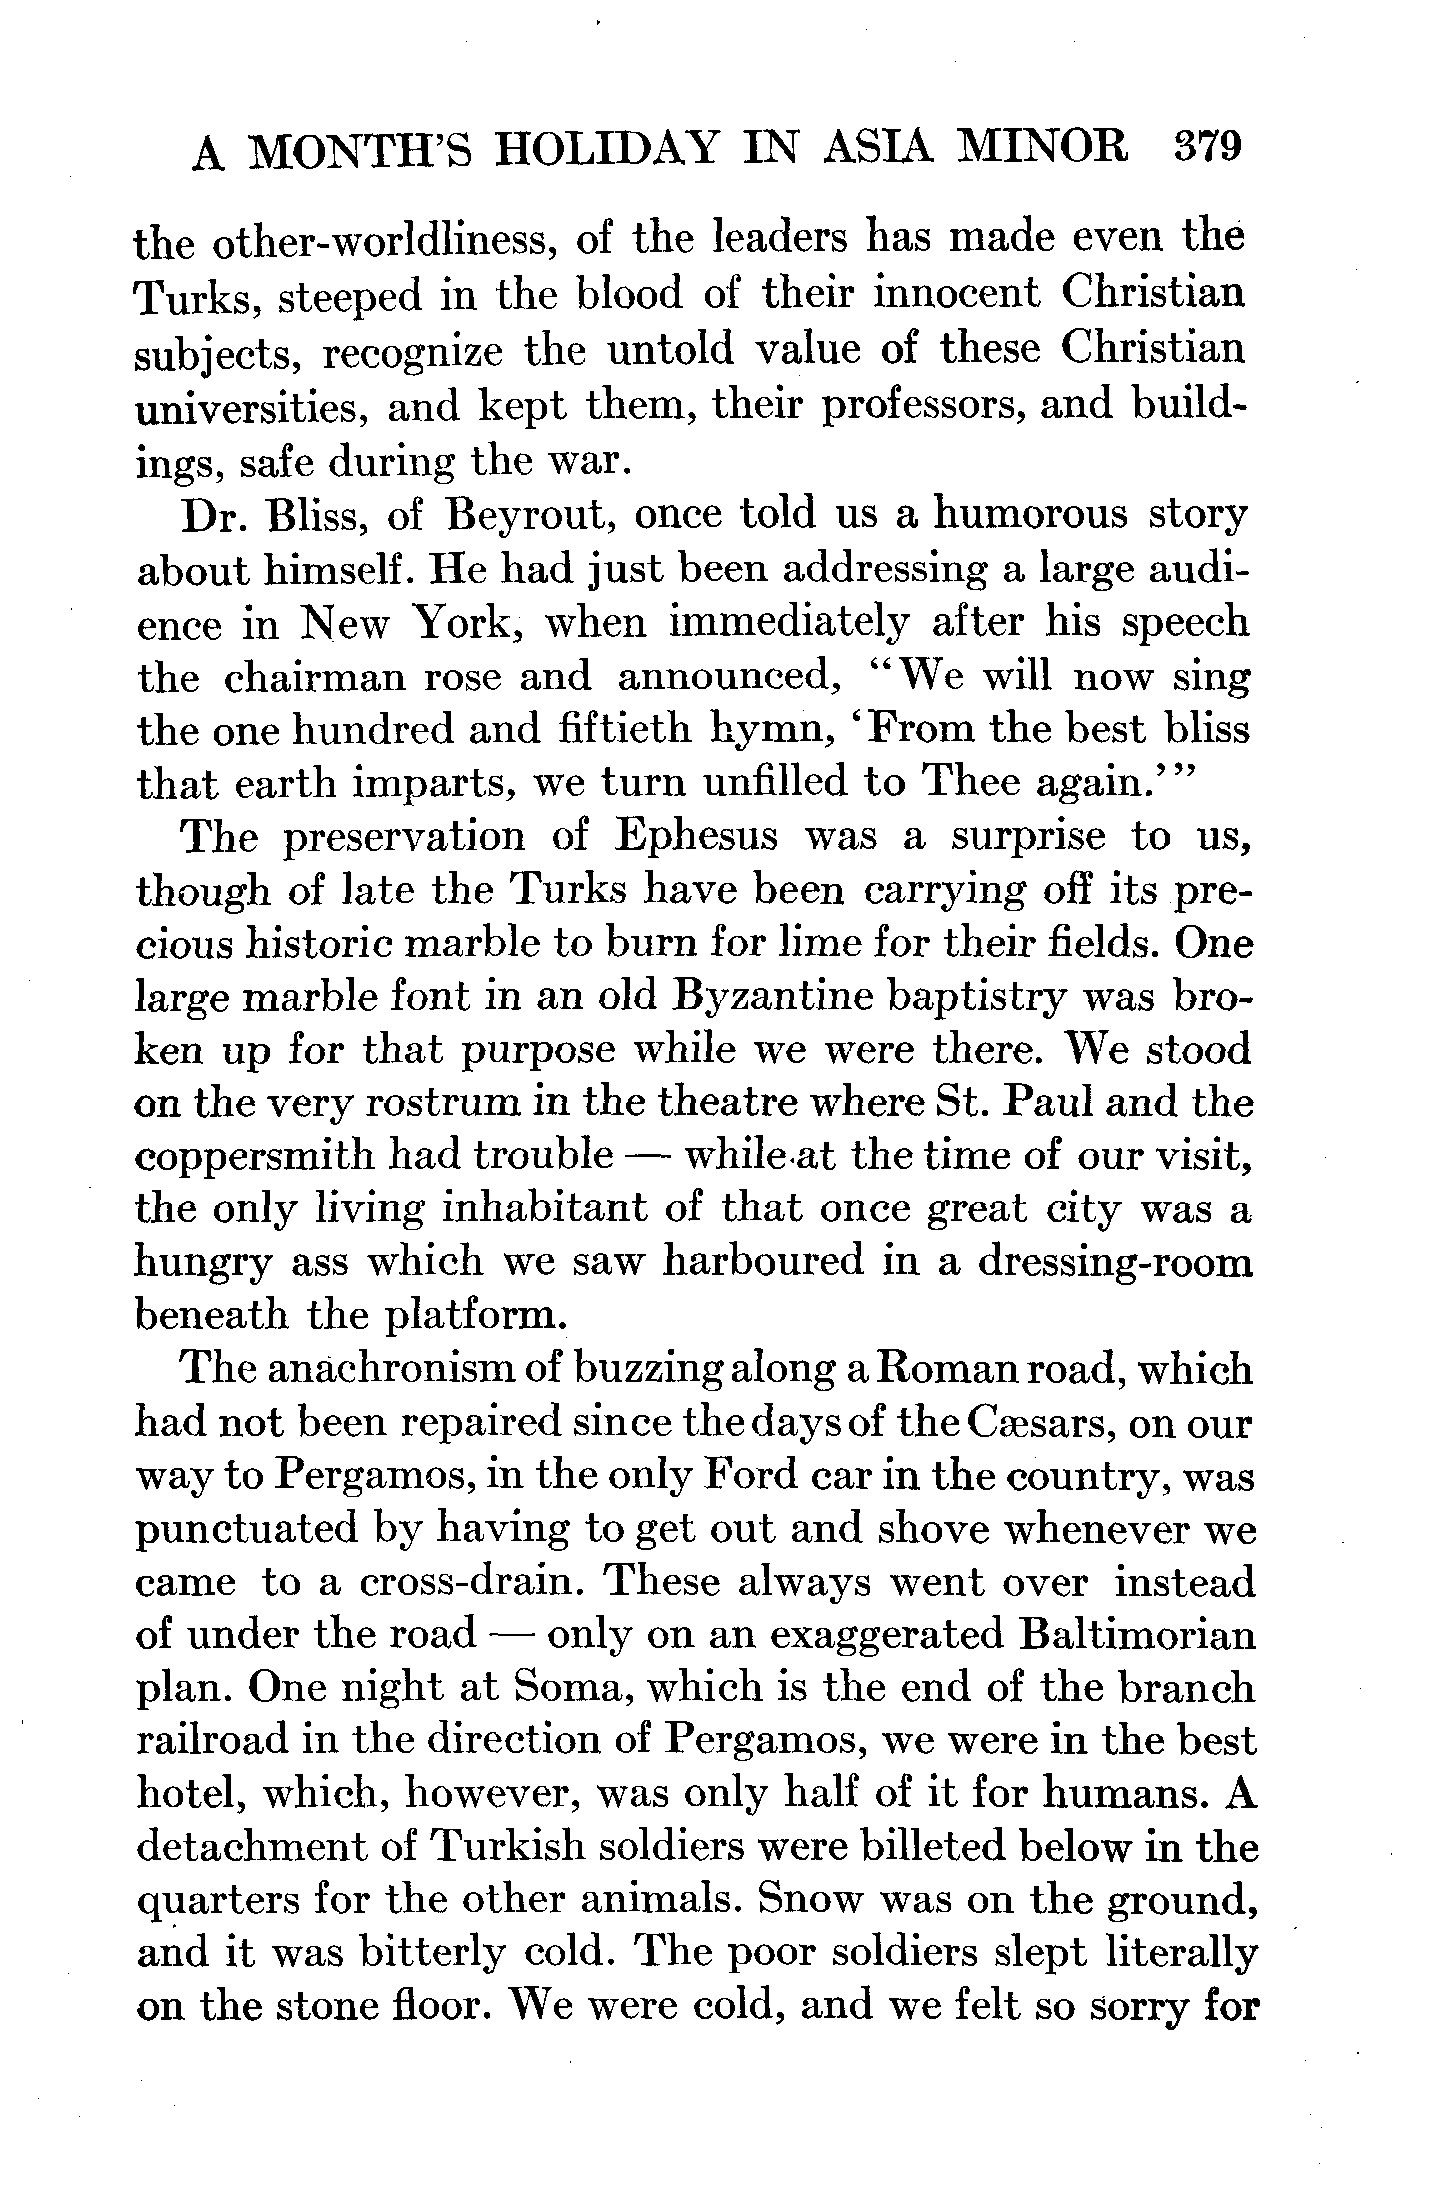 A MONTH'S HOLIDAY IN ASIA MINOR 379
the other-worldliness, of the leaders has made even the
Turks, steeped in the blood of their innocent Christian
subjects, recognize the untold value of these Christian
universities, and kept them, their professors, and build-
ings, safe during the war.
Dr. Bliss, of Beyrout, once told us a humorous story
about himself. He had just been addressing a large audi-
ence in New York, when immediately after his speech
the chairman rose and announced, "We will now sing
the one hundred and fiftieth hymn, 'From the best bliss
that earth imparts, we turn unfilled to Thee again.'"
The preservation of Ephesus was a surprise to us,
though of late the Turks have been carrying off its pre-
cious historic marble to burn for lime for their fields. One
large marble font in an old Byzantine baptistry was bro-
ken up for that purpose while we were there. We stood
on the very rostrum in the theatre where St. Paul and the
coppersmith had trouble — while at the time of our visit,
the only living inhabitant of that once great city was a
hungry ass which we saw harboured in a dressing-room
beneath the platform.
The anachronism of buzzing along a Roman road, which
had not been repaired since the days of the Cæsars, on our
way to Pergamos, in the only Ford car in the country, was
punctuated by having to get out and shove whenever we
came to a cross-drain. These always went over instead
of under the road — only on an exaggerated Baltimorian
plan. One night at Soma, which is the end of the branch
railroad in the direction of Pergamos, we were in the best
hotel, which, however, was only half of it for humans. A
detachment of Turkish soldiers were billeted below in the
quarters for the other animals. Snow was on the ground,
and it was bitterly cold. The poor soldiers slept literally
on the stone floor. We were cold, and we felt so sorry for